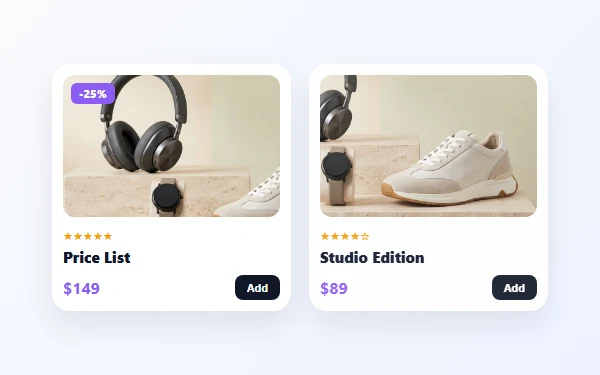 -25%
★★★★★
Price List
$149
Add
★★★★☆
Studio Edition
$89
Add